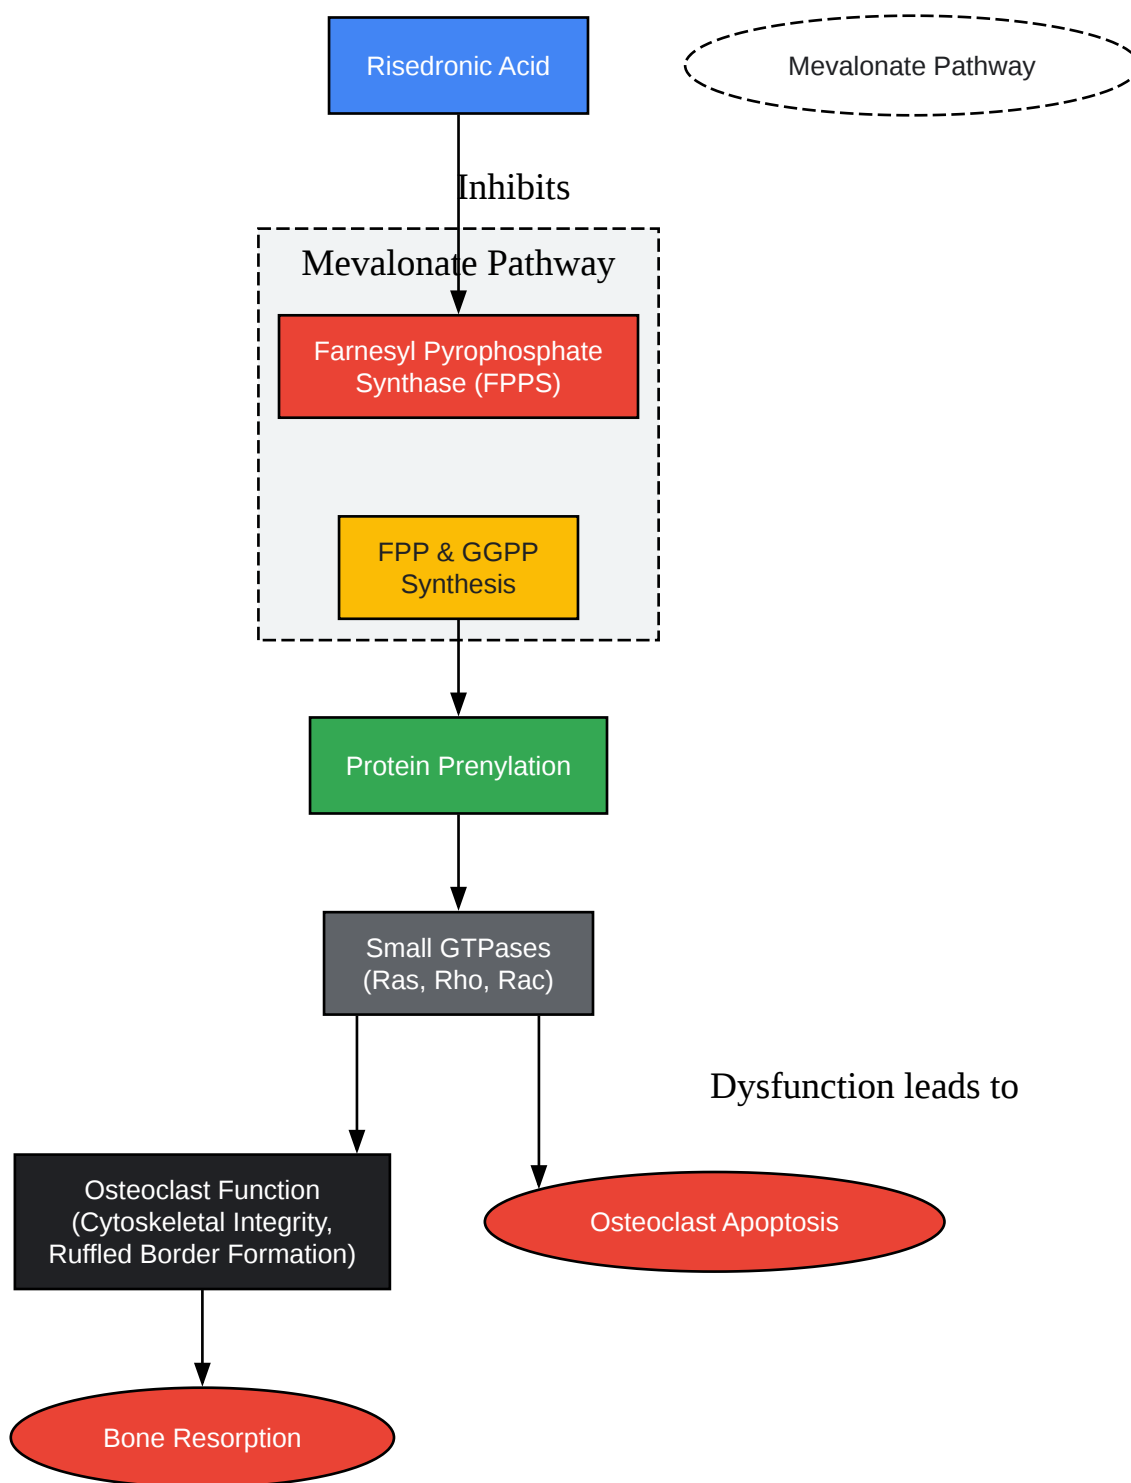 Risedronic Acid
Mevalonate Pathway
Inhibits
Mevalonate Pathway
Farnesyl Pyrophosphate
Synthase (FPPS)
FPP & GGPP
Synthesis
Protein Prenylation
Small GTPases
(Ras, Rho, Rac)
Dysfunction leads to
Osteoclast Function
(Cytoskeletal Integrity,
Ruffled Border Formation)
Osteoclast Apoptosis
Bone Resorption